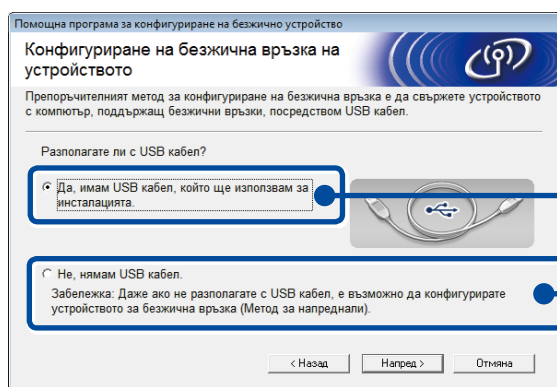 Помощна програма за конфигуриране на безжично устройство
Конфигуриране на безжична връзка на
устройството
Препоръчителният метод за конфигуриране на безжична връзка е да свържете устройството
с компютър, поддържащ безжични връзки, посредством USB кабел.
Разполагате ли с USB кабел?
Да, имам USB кабел, който ще използвам за
инсталацията.
Не, нямам USB кабел.
Забележка: Даже ако не разполагате с USB кабел, е възможно да конфигурирате
устройството за безжична връзка (Метод за напреднали).
< Назад
Напред >
Отмяна